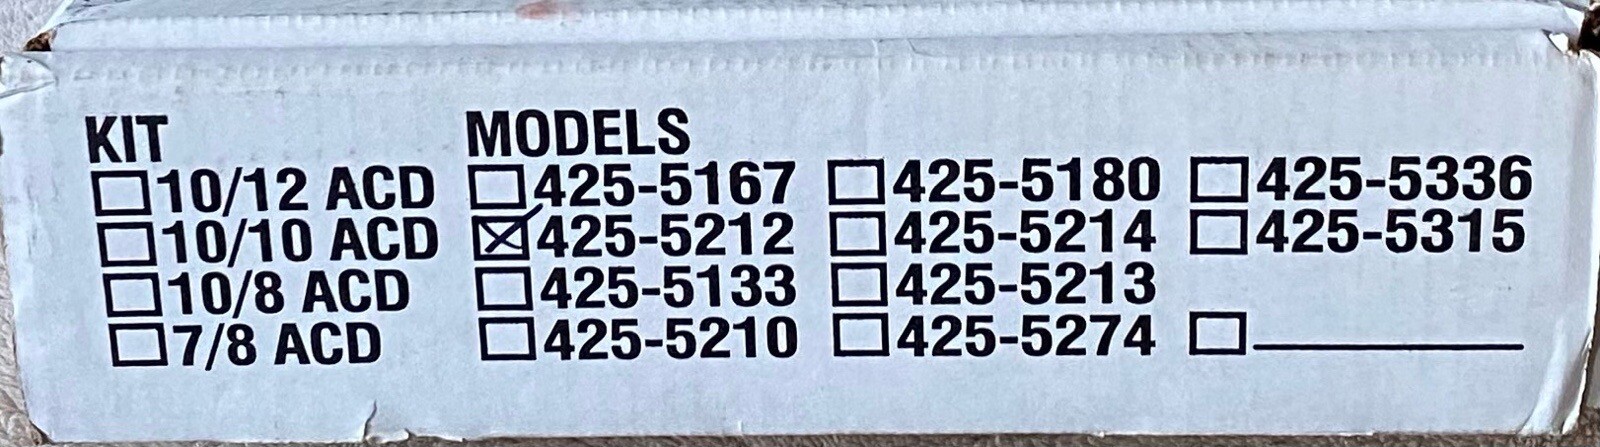 KIT MODELS
☐10/12 ACD ☐425-5167 ☐425-5180 ☐425-5336
☐10/10 ACD ☒425-5212 ☐425-5214 ☐425-5315
☐10/8 ACD ☐425-5133 ☐425-5213
☐7/8 ACD ☐425-5210 ☐425-5274 ☐__________